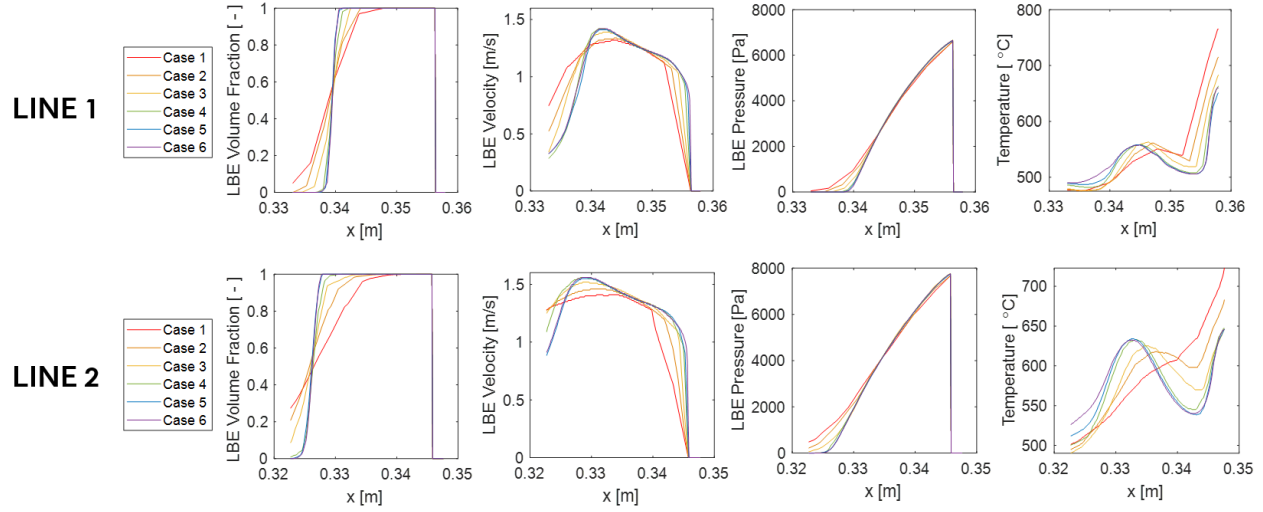 LINE 1
Case 1
Case 2
Case 3
Case 4
Case 5
Case 6
LBE Volume Fraction [ - ]
1
0.8
0.6
0.4
0.2
0
0.33 0.34 0.35 0.36
x [m]
LBE Velocity [m/s]
1.5
1
0.5
0
0.33 0.34 0.35 0.36
x [m]
LBE Pressure [Pa]
8000
6000
4000
2000
0
0.33 0.34 0.35 0.36
x [m]
Temperature [ °C]
800
700
600
500
0.33 0.34 0.35 0.36
x [m]
LINE 2
Case 1
Case 2
Case 3
Case 4
Case 5
Case 6
LBE Volume Fraction [ - ]
1
0.8
0.6
0.4
0.2
0
0.32 0.33 0.34 0.35
x [m]
LBE Velocity [m/s]
1.5
1
0.5
0
0.32 0.33 0.34 0.35
x [m]
LBE Pressure [Pa]
8000
6000
4000
2000
0
0.32 0.33 0.34 0.35
x [m]
Temperature [ °C]
700
650
600
550
500
0.32 0.33 0.34 0.35
x [m]